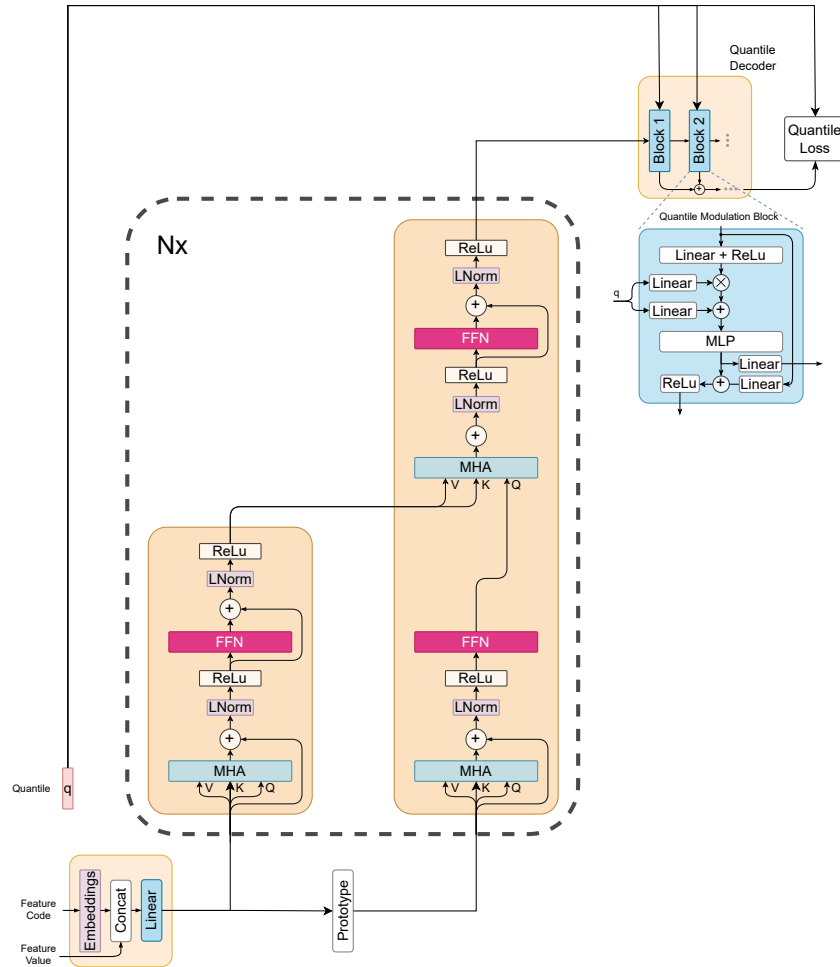 Quantile
Decoder
Block 1
Block 2
Quantile
Loss
Quantile Modulation Block
Linear + ReLu
q
Linear
Linear
MLP
Linear
ReLu
Linear
Nx
ReLu
LNorm
FFN
ReLu
LNorm
MHA
V K Q
ReLu
LNorm
FFN
ReLu
LNorm
MHA
V K Q
FFN
ReLu
LNorm
MHA
V K Q
Quantile
q
Feature
Code
Feature
Value
Embeddings
Concat
Linear
Prototype